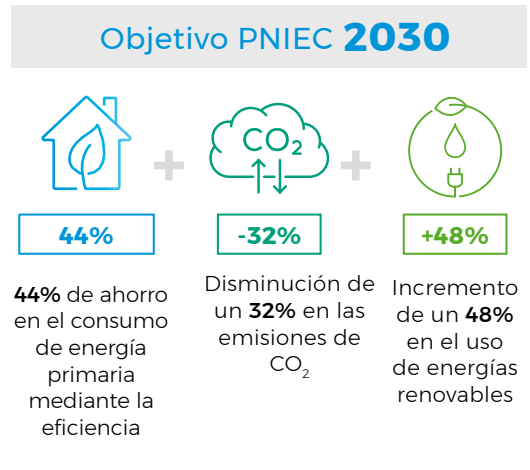 Objetivo PNIEC 2030
CO2
44%
-32%
+48%
44% de ahorro
en el consumo
de energía
primaria
mediante la
eficiencia
Disminución de
un 32% en las
emisiones de
CO2
Incremento
de un 48%
en el uso
de energías
renovables